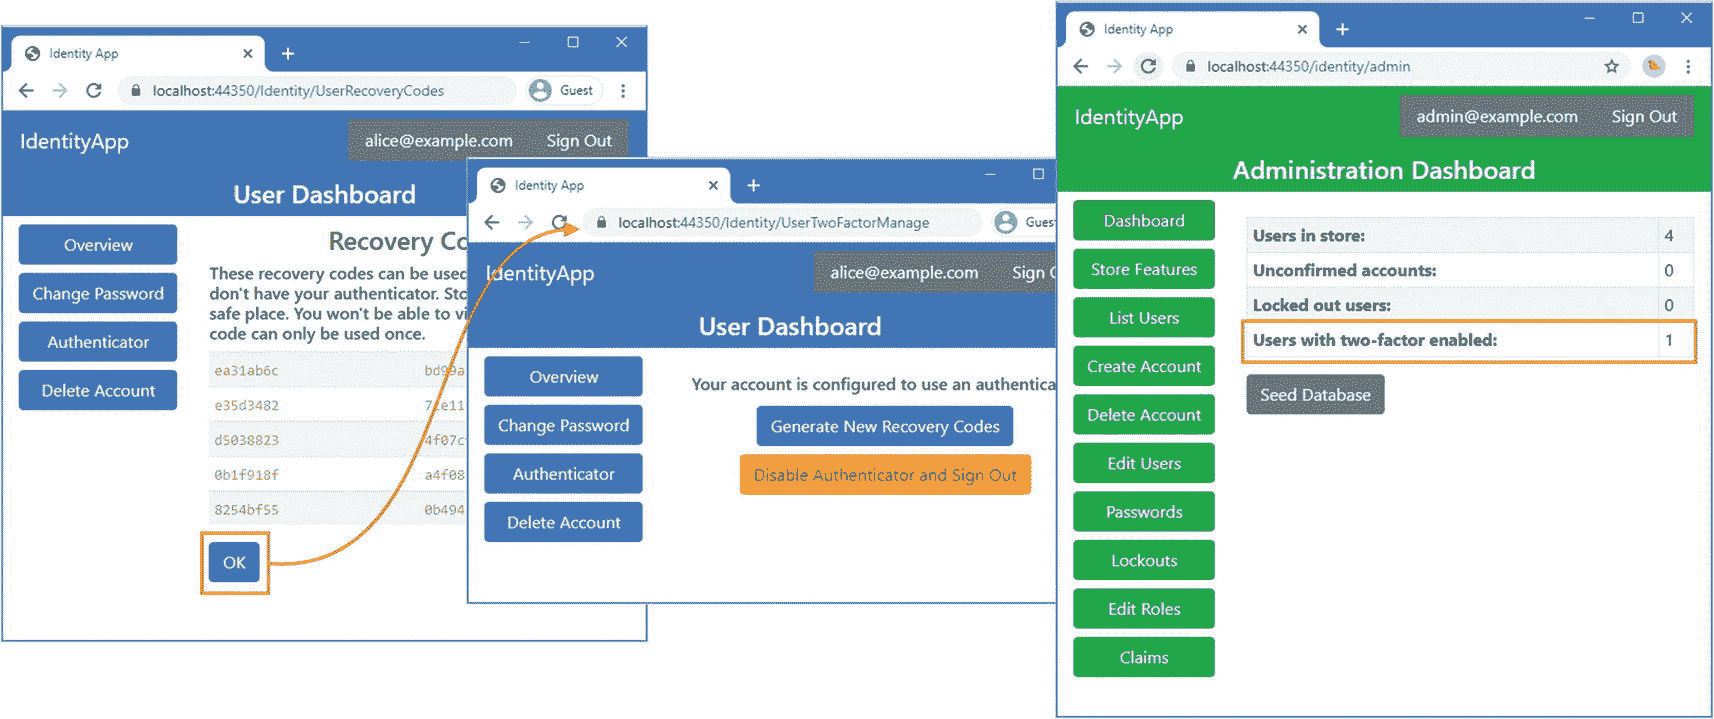 Identity App
localhost:44350/Identity/UserRecoveryCodes
Guest
IdentityApp
alice@example.com
Sign Out
User Dashboard
Overview
Change Password
Authenticator
Delete Account
Recovery Co
These recovery codes can be used
don't have your authenticator. Sto
safe place. You won't be able to vi
code can only be used once.
ea31ab6c
e35d3482
d5038823
4f07c
0b1f918f
a4f08
8254bf55
0b494
OK
Identity App
localhost:44350/Identity/UserTwoFactorManage
Gues
IdentityApp
alice@example.com
Sign
User Dashboard
Overview
Change Password
Authenticator
Delete Account
Your account is configured to use an authentica
Generate New Recovery Codes
Disable Authenticator and Sign Out
Identity App
localhost:44350/identity/admin
IdentityApp
admin@example.com
Sign Out
Administration Dashboard
Dashboard
Store Features
List Users
Create Account
Delete Account
Edit Users
Passwords
Lockouts
Edit Roles
Claims
Users in store: 4
Unconfirmed accounts: 0
Locked out users: 0
Users with two-factor enabled: 1
Seed Database